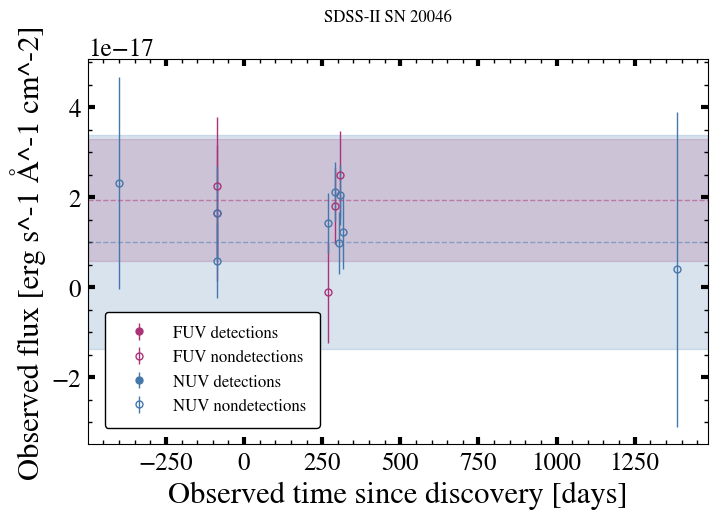 SDSS-II SN 20046
1e−17
Observed flux [erg s^-1 Å^-1 cm^-2]
4
2
0
−2
FUV detections
FUV nondetections
NUV detections
NUV nondetections
−250 0 250 500 750 1000 1250
Observed time since discovery [days]